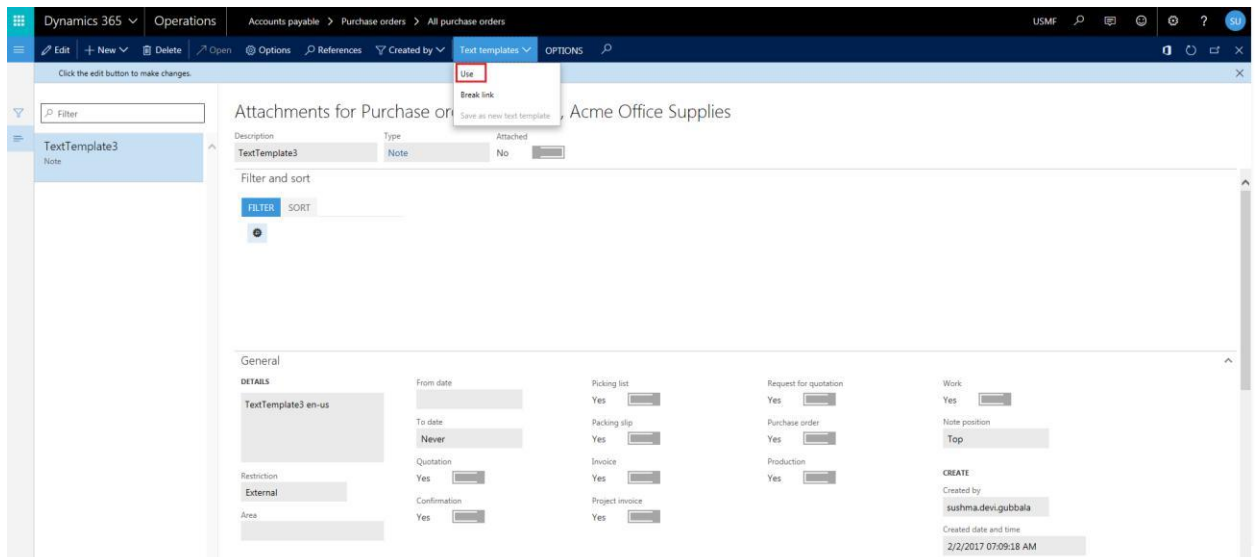 Dynamics 365 Operations Accounts payable > Purchase orders > All purchase orders USMF ? SU
Edit + New Delete Open Options References Created by Text templates OPTIONS
Click the edit button to make changes.
Use
Break link
Save as new text template
Filter
TextTemplate3
Note
Attachments for Purchase or , Acme Office Supplies
Description Type Attached
TextTemplate3 Note No
Filter and sort
FILTER SORT
General
DETAILS
TextTemplate3 en-us
Restriction
External
Area
From date
To date
Never
Quotation
Yes
Confirmation
Yes
Picking list
Yes
Packing slip
Yes
Invoice
Yes
Project invoice
Yes
Request for quotation
Yes
Purchase order
Yes
Production
Yes
Work
Yes
Note position
Top
CREATE
Created by
sushma.devi.gubbala
Created date and time
2/2/2017 07:09:18 AM